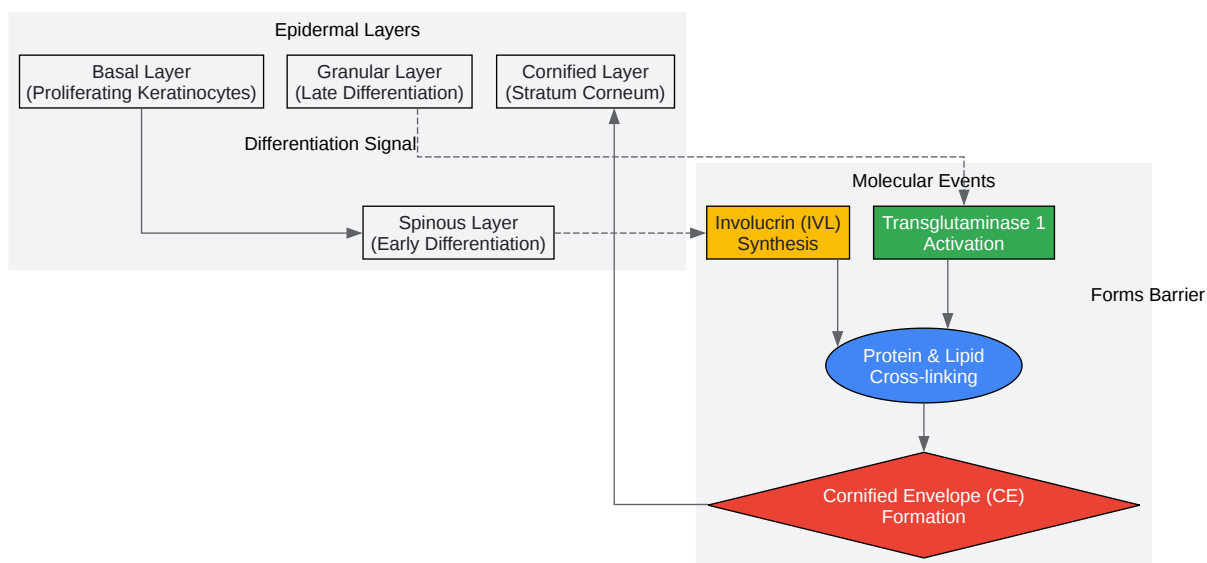 Epidermal Layers
Basal Layer
(Proliferating Keratinocytes)
Granular Layer
(Late Differentiation)
Cornified Layer
(Stratum Corneum)
Differentiation Signal
Molecular Events
Spinous Layer
(Early Differentiation)
Involucrin (IVL)
Synthesis
Transglutaminase 1
Activation
Forms Barrier
Protein & Lipid
Cross-linking
Cornified Envelope (CE)
Formation